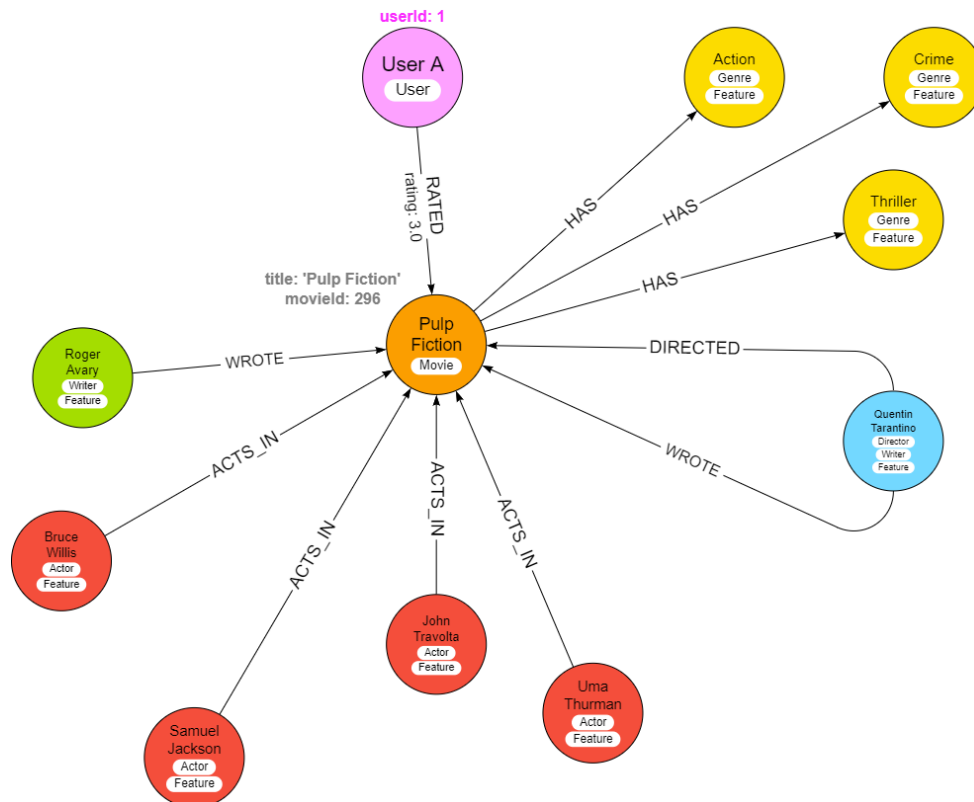 userId: 1
User A
User
Action
Genre
Feature
Crime
Genre
Feature
RATED
rating: 3.0
HAS
HAS
Thriller
Genre
Feature
HAS
title: 'Pulp Fiction'
movieId: 296
Pulp
Fiction
Movie
DIRECTED
Roger
Avary
Writer
Feature
WROTE
Quentin
Tarantino
Director
Writer
Feature
WROTE
ACTS_IN
ACTS_IN
ACTS_IN
ACTS_IN
Bruce
Willis
Actor
Feature
John
Travolta
Actor
Feature
Uma
Thurman
Actor
Feature
Samuel
Jackson
Actor
Feature